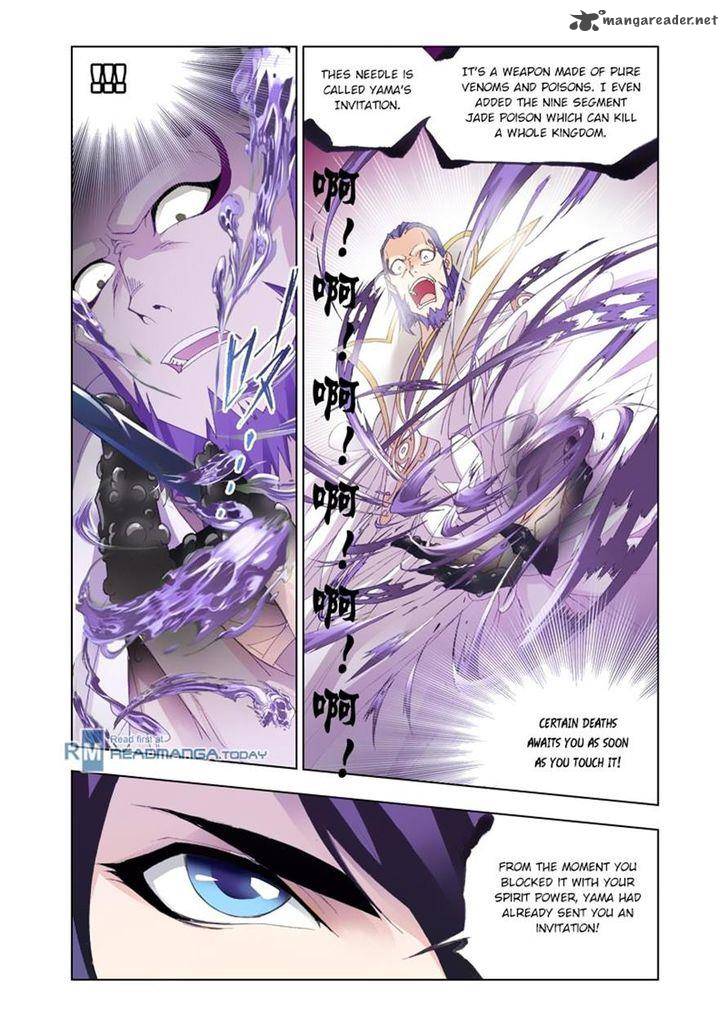 mangareader.net
!!!
THES NEEDLE IS
CALLED YAMA'S
INVITATION.
IT'S A WEAPON MADE OF PURE
VENOMS AND POISONS. I EVEN
ADDED THE NINE SEGMENT
JADE POISON WHICH CAN KILL
A WHOLE KINGDOM.
啊！啊！啊！啊！啊！啊！
CERTAIN DEATHS
AWAITS YOU AS SOON
AS YOU TOUCH IT!
Read first at
RM READMANGA.TODAY
FROM THE MOMENT YOU
BLOCKED IT WITH YOUR
SPIRIT POWER, YAMA HAD
ALREADY SENT YOU AN
INVITATION!